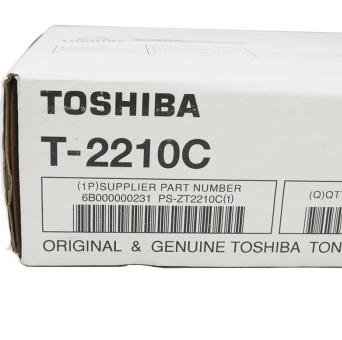 TOSHIBA
T-2210C
(1P)SUPPLIER PART NUMBER
6B000000231 PS-ZT2210C(1)
(Q)QT
ORIGINAL & GENUINE TOSHIBA TON